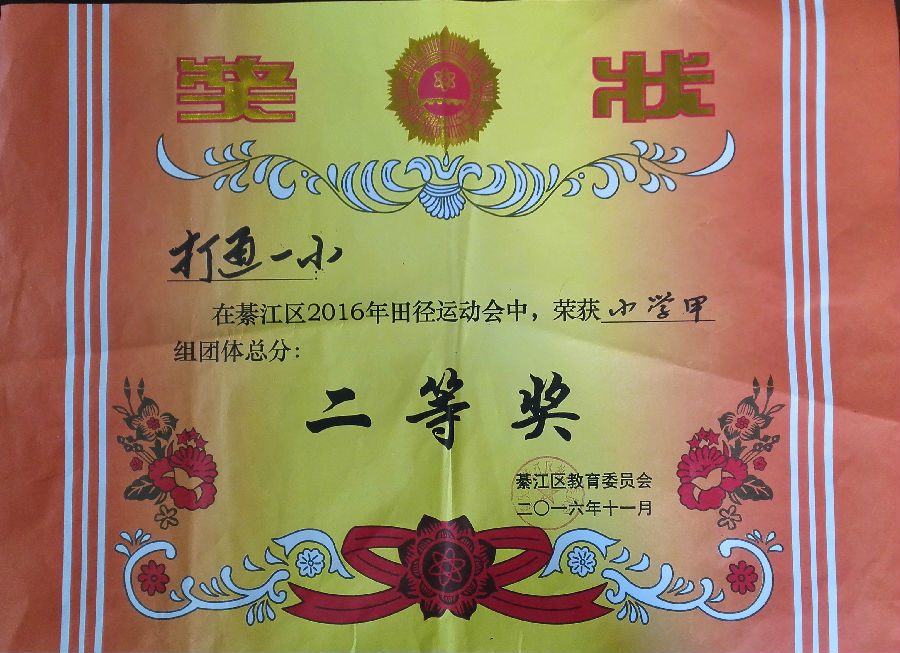 奖状
打通一小：
在綦江区2016年田径运动会中，荣获小学甲
组团体总分：
二等奖
綦江区教育委员会
二〇一六年十一月